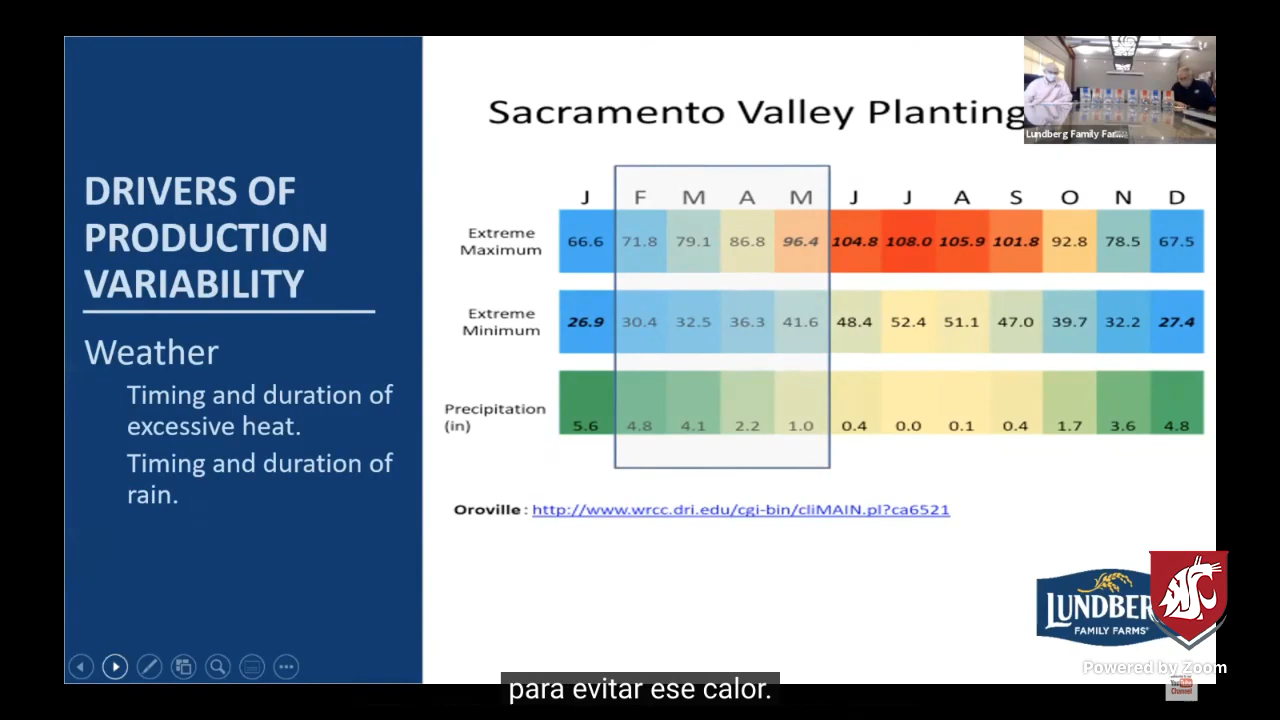 DRIVERS OF
PRODUCTION
VARIABILITY
Weather
Timing and duration of
excessive heat.
Timing and duration of
rain.
Sacramento Valley Planting
Lundberg Family Far...
J F M A M J J A S O N D
Extreme
Maximum
66.6 71.8 79.1 86.8 96.4 104.8 108.0 105.9 101.8 92.8 78.5 67.5
Extreme
Minimum
26.9 30.4 32.5 36.3 41.6 48.4 52.4 51.1 47.0 39.7 32.2 27.4
Precipitation
(in)
5.6 4.8 4.1 2.2 1.0 0.4 0.0 0.1 0.4 1.7 3.6 4.8
Oroville : http://www.wrcc.dri.edu/cgi-bin/cliMAIN.pl?ca6521
LUNDBER
FAMILY FARMS®
Powered by Zoom
You Tube
Channel
para evitar ese calor.